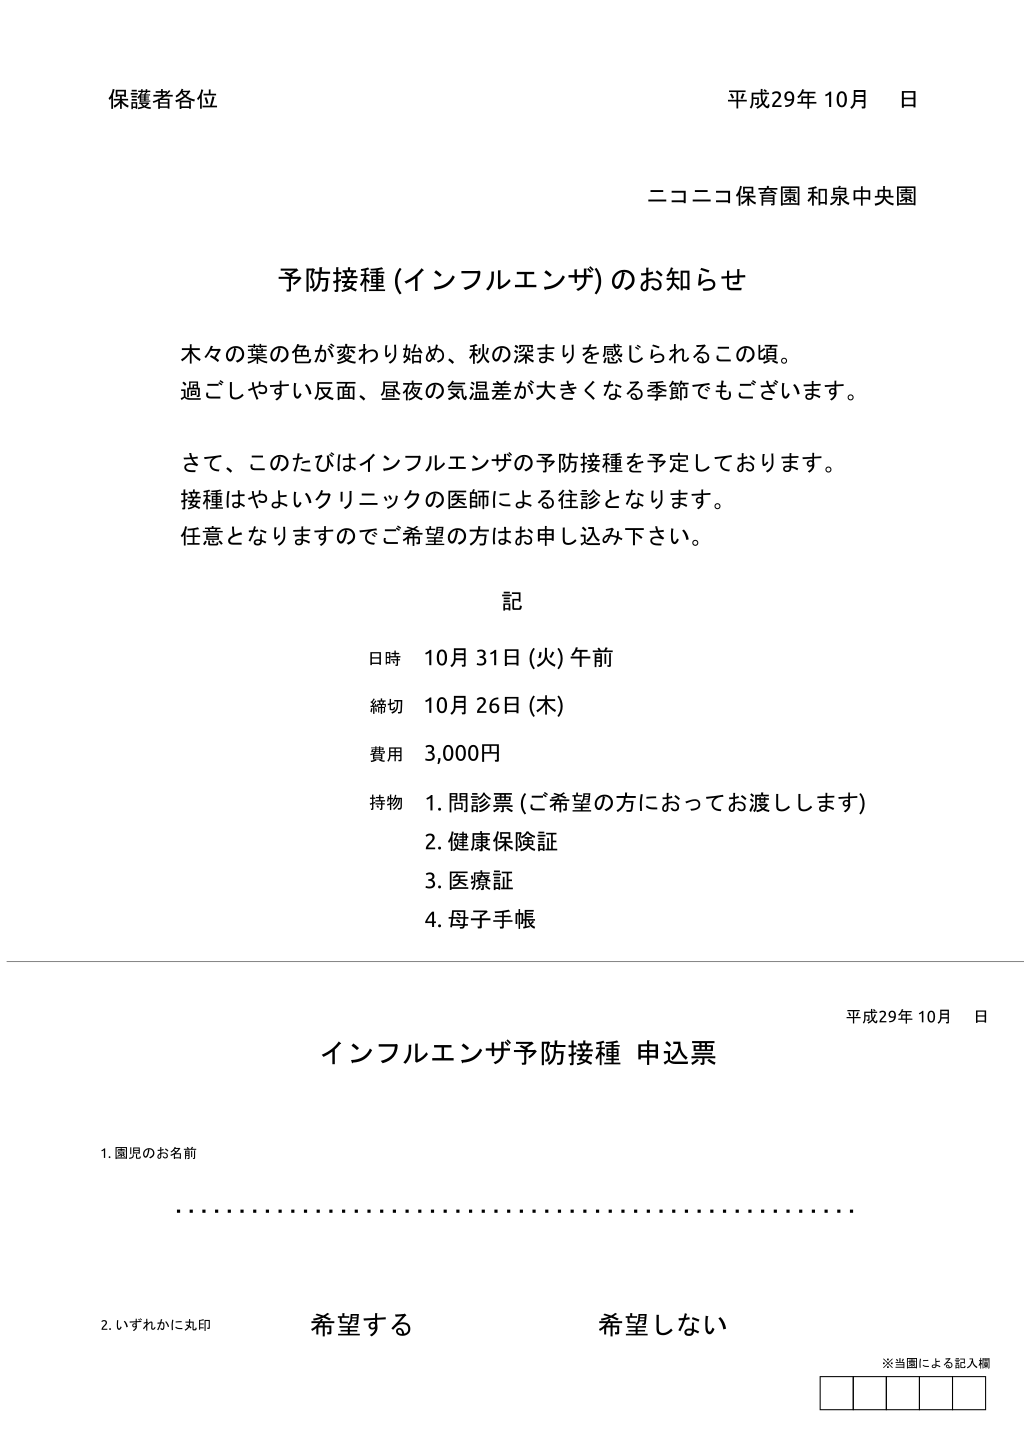 保護者各位
平成29年 10月 日
ニコニコ保育園 和泉中央園
予防接種 (インフルエンザ) のお知らせ
木々の葉の色が変わり始め、秋の深まりを感じられるこの頃。
過ごしやすい反面、昼夜の気温差が大きくなる季節でもございます。
さて、このたびはインフルエンザの予防接種を予定しております。
接種はやよいクリニックの医師による往診となります。
任意となりますのでご希望の方はお申し込み下さい。
記
日時 10月 31日 (火) 午前
締切 10月 26日 (木)
費用 3,000円
持物 1. 問診票 (ご希望の方におってお渡しします)
2. 健康保険証
3. 医療証
4. 母子手帳
平成29年 10月 日
インフルエンザ予防接種 申込票
1. 園児のお名前
2. いずれかに丸印 希望する 希望しない
※当園による記入欄